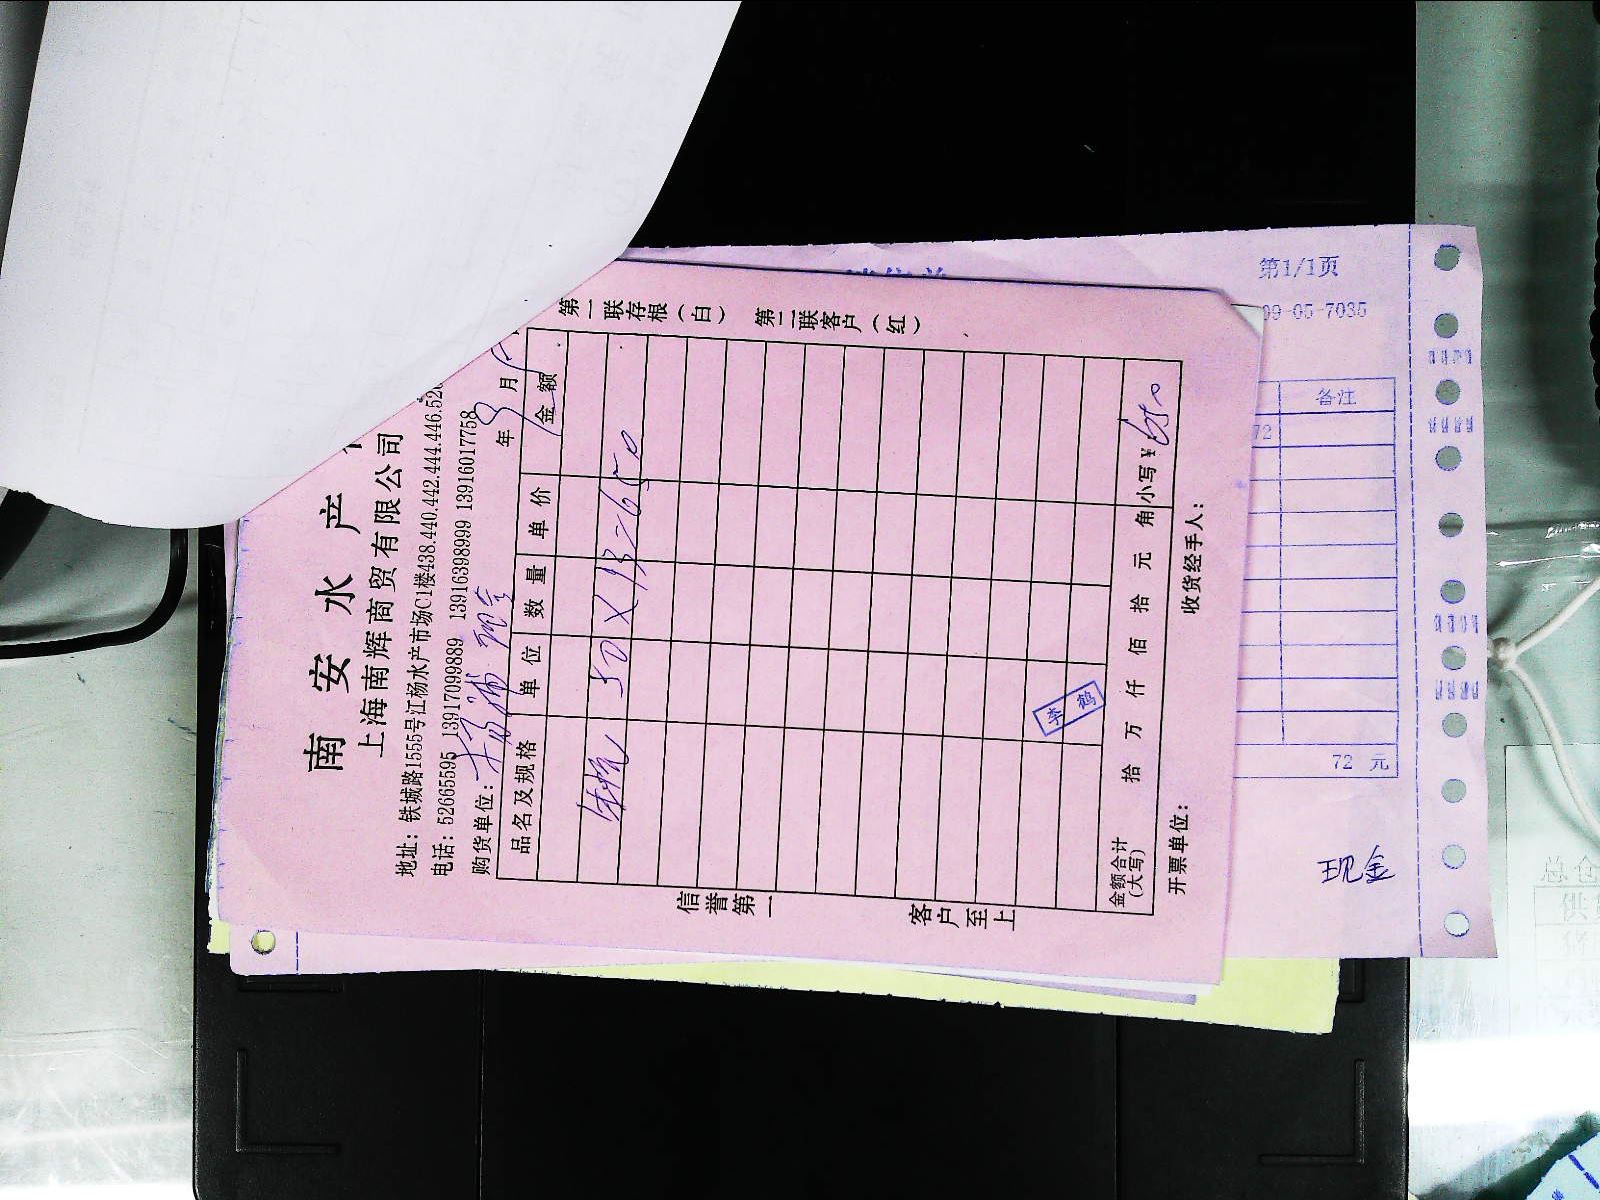 南安水产
上海南辉商贸有限公司
地址：铁城路1555号江杨水产市场C1楼438.440.442.444.446.52
电话：52665595 13917099889 13916398999 13916017758
购货单位：
年 月
品名及规格 单位 数量 单价 金额
50 X 13=650
李鹤
金额合计（大写） 拾 万 仟 佰 拾 元 角 小写¥ 650
开票单位： 收货经手人：
第一联存根（白） 第二联客户（红）
信誉第一 客户至上
第1/1页
09-05-7035
备注
72
72 元
现金